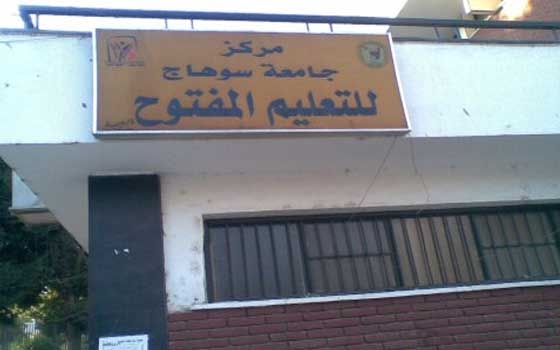 مركز
جامعة سوهاج
للتعليم المفتوح